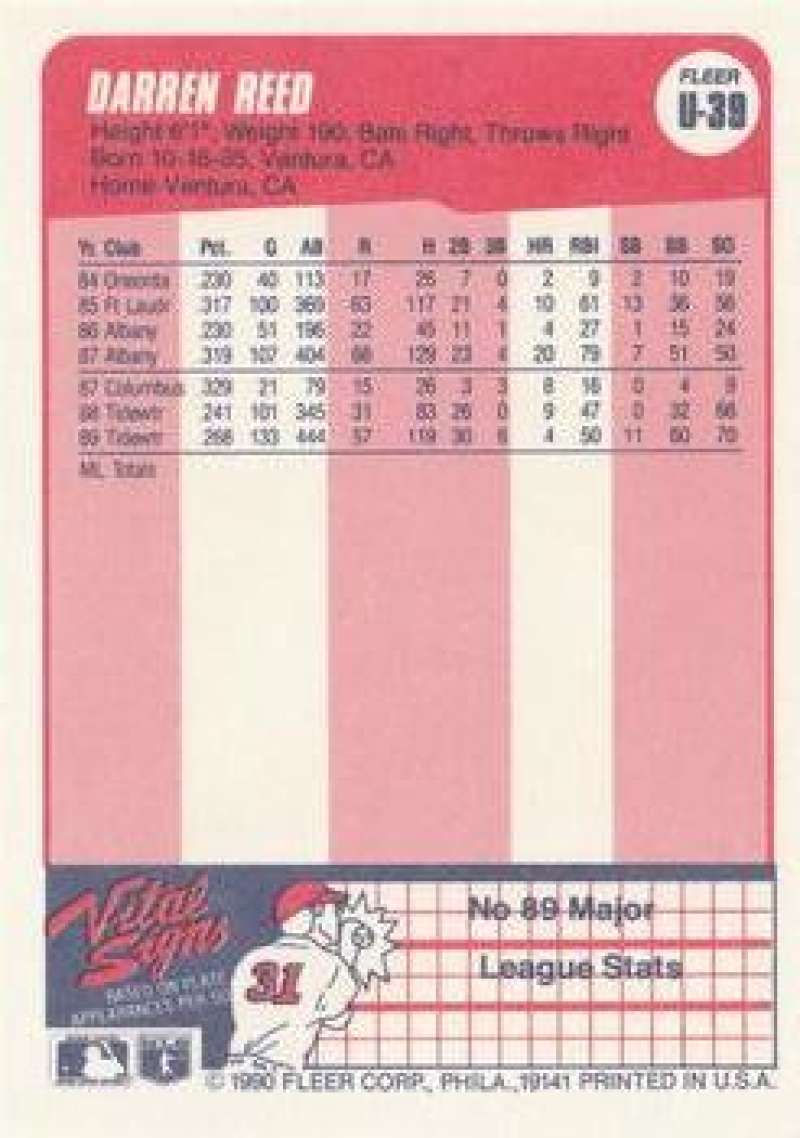 DARREN REED
FLEER
U-39
Height 6'1", Weight 190, Bats Right, Throws Right
Born 10-16-65, Ventura, CA
Home-Ventura, CA
Yr. Club Pct. G AB R H 2B 3B HR RBI SB BB SO
84 Oneonta .230 40 113 17 26 7 0 2 9 2 10 19
85 Ft Laudr .317 100 369 63 117 21 4 10 61 13 36 56
86 Albany .230 51 196 22 45 11 1 4 27 1 15 24
87 Albany .319 107 404 68 129 23 4 20 79 7 51 50
87 Columbus .329 21 79 15 26 3 3 8 16 0 4 9
88 Tidewtr .241 101 345 31 83 26 0 9 47 0 32 66
89 Tidewtr .268 133 444 57 119 30 6 4 50 11 60 70
ML Totals
Vital
Signs
BASED ON PLATE
APPEARANCES PER
31
No 89 Major
League Stats
© 1990 FLEER CORP., PHILA., 19141 PRINTED IN U.S.A.